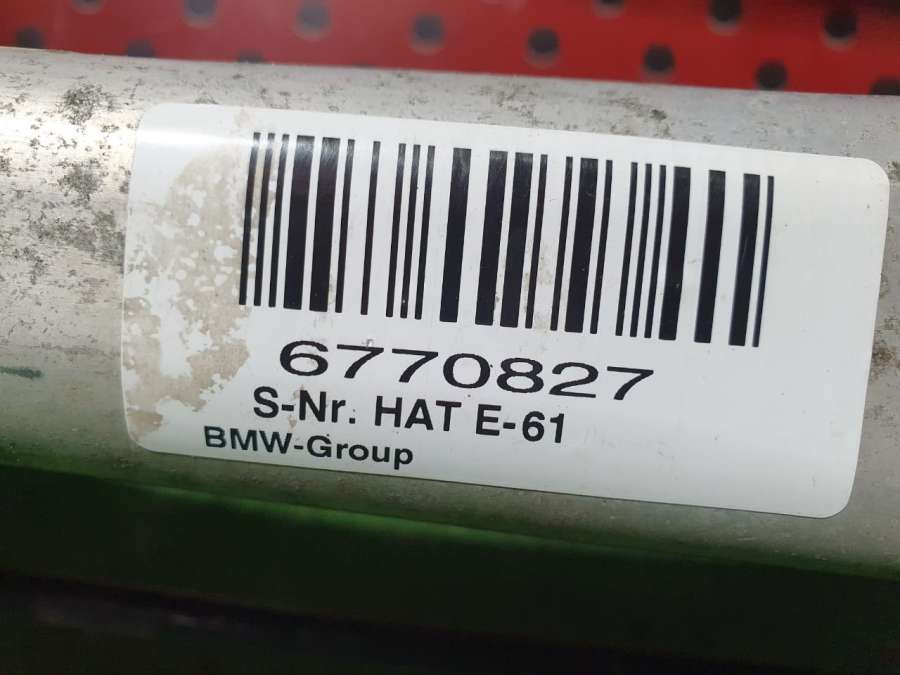 6770827
S-Nr. HAT E-61
BMW-Group